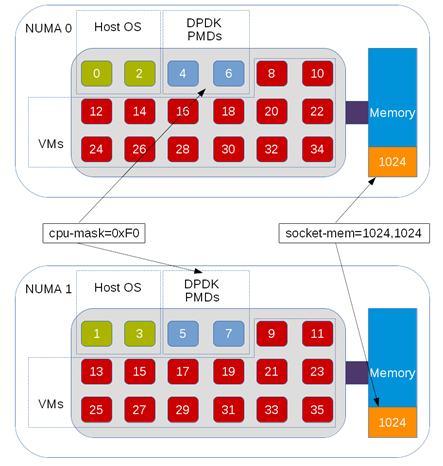 NUMA 0
Host OS
DPDK
PMDs
0 2 4 6 8 10
12 14 16 18 20 22
24 26 28 30 32 34
VMs
Memory
1024
cpu-mask=0xF0
socket-mem=1024,1024
NUMA 1
Host OS
DPDK
PMDs
1 3 5 7 9 11
13 15 17 19 21 23
25 27 29 31 33 35
VMs
Memory
1024